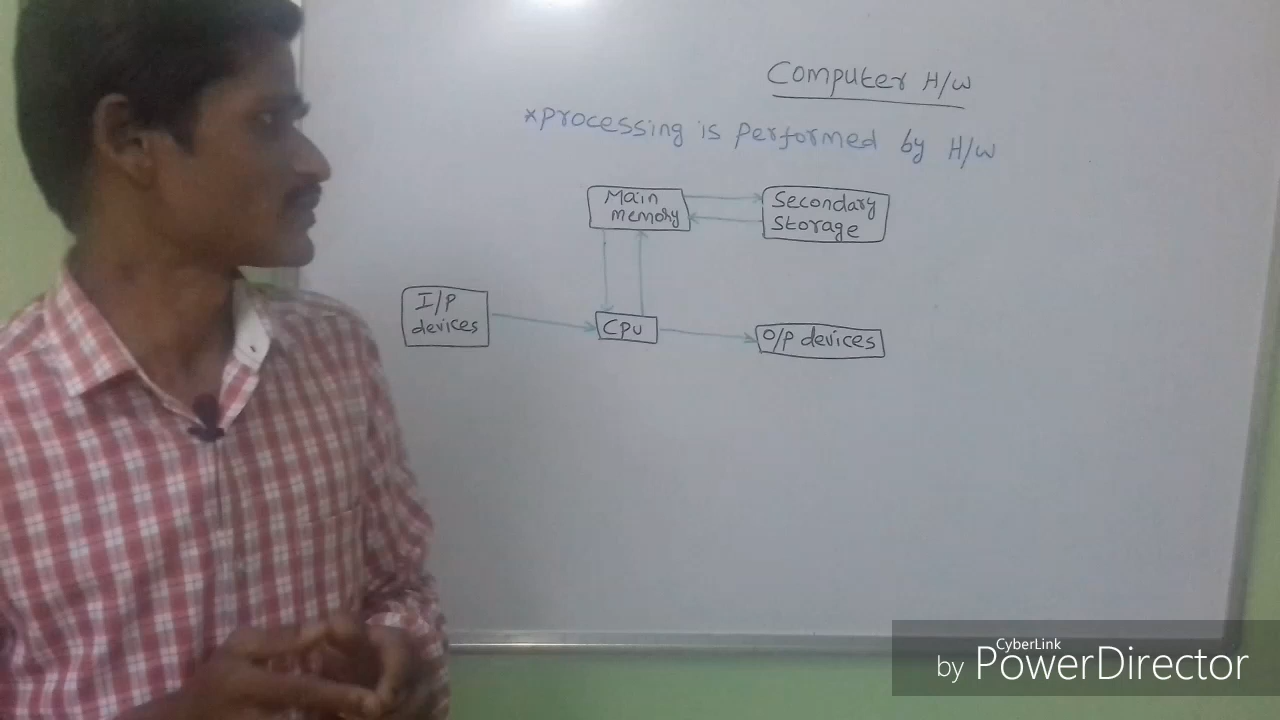 Computer H/W
*processing is performed by H/W
Main
memory
Secondary
Storage
I/P
devices
CPU
O/P devices
CyberLink
by PowerDirector